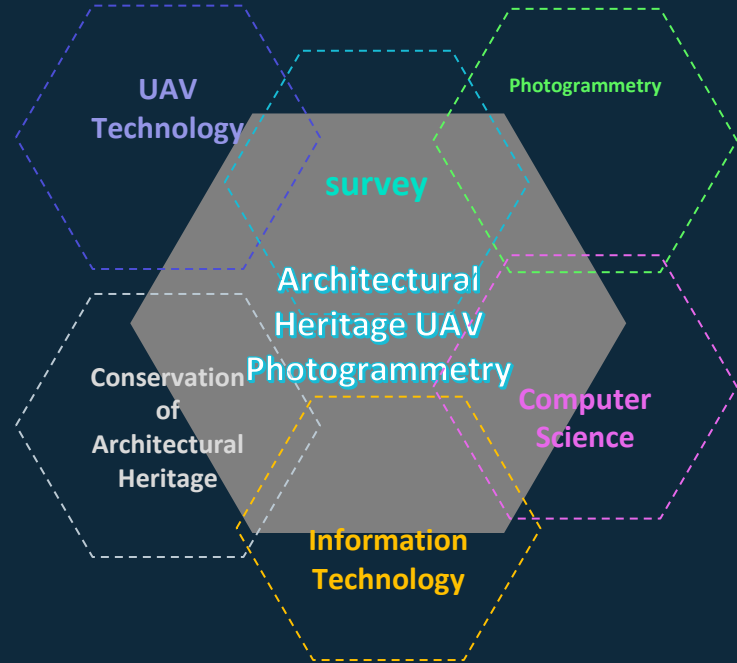 UAV
Technology
Photogrammetry
survey
Architectural
Heritage UAV
Photogrammetry
Conservation
of
Architectural
Heritage
Computer
Science
Information
Technology